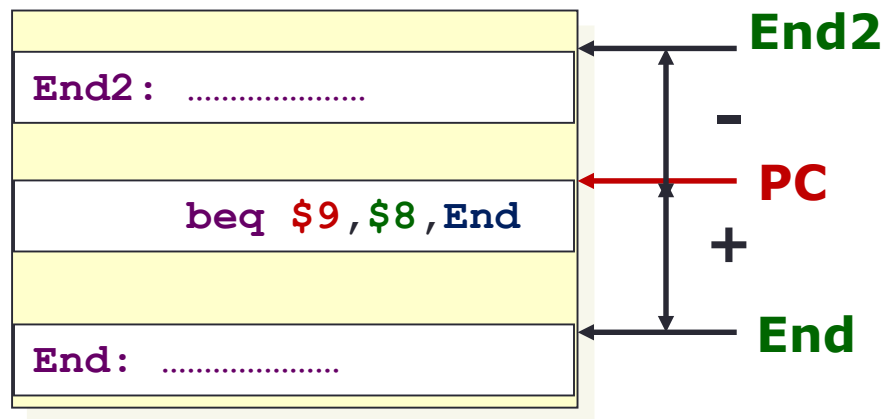 End2
End2: .....................
-
PC
beq $9,$8,End
+
End
End: .....................